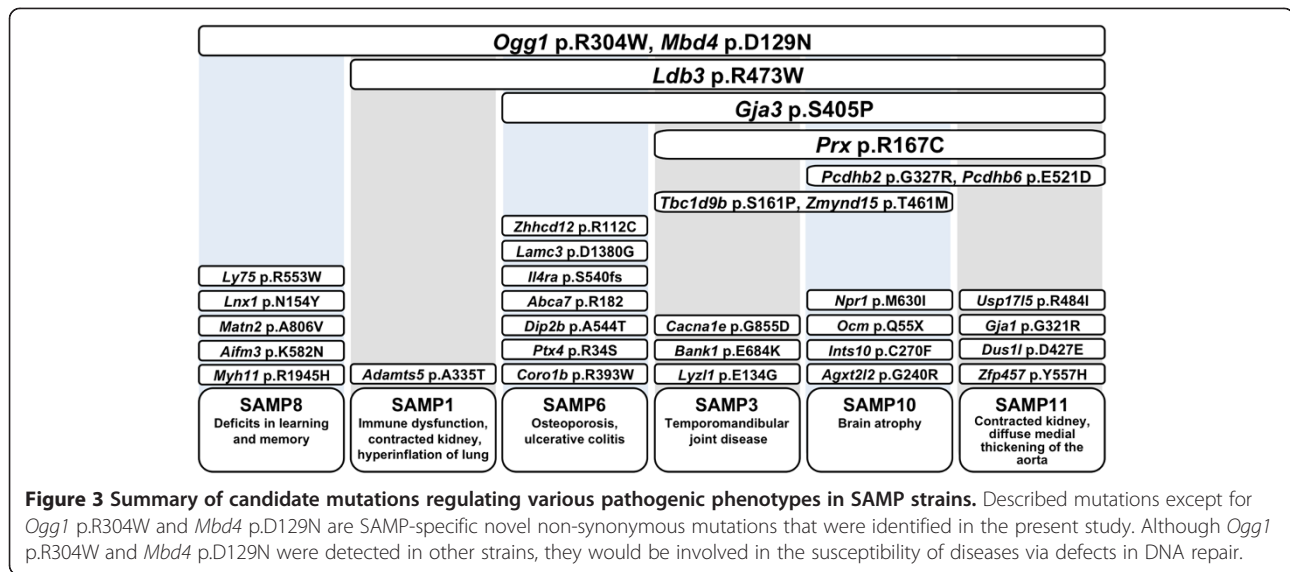 Ogg1 p.R304W, Mbd4 p.D129N
Ldb3 p.R473W
Gja3 p.S405P
Prx p.R167C
Pcdhb2 p.G327R, Pcdhb6 p.E521D
Tbc1d9b p.S161P, Zmynd15 p.T461M
Zhhcd12 p.R112C
Lamc3 p.D1380G
Ly75 p.R553W
Il4ra p.S540fs
Lnx1 p.N154Y
Abca7 p.R182
Npr1 p.M630I
Usp17l5 p.R484I
Matn2 p.A806V
Dip2b p.A544T
Cacna1e p.G855D
Ocm p.Q55X
Gja1 p.G321R
Aifm3 p.K582N
Ptx4 p.R34S
Bank1 p.E684K
Ints10 p.C270F
Dus1l p.D427E
Myh11 p.R1945H
Adamts5 p.A335T
Coro1b p.R393W
Lyzl1 p.E134G
Agxt2l2 p.G240R
Zfp457 p.Y557H
SAMP8
Deficits in learning
and memory
SAMP1
Immune dysfunction,
contracted kidney,
hyperinflation of lung
SAMP6
Osteoporosis,
ulcerative colitis
SAMP3
Temporomandibular
joint disease
SAMP10
Brain atrophy
SAMP11
Contracted kidney,
diffuse medial
thickening of the
aorta
Figure 3 Summary of candidate mutations regulating various pathogenic phenotypes in SAMP strains. Described mutations except for
Ogg1 p.R304W and Mbd4 p.D129N are SAMP-specific novel non-synonymous mutations that were identified in the present study. Although Ogg1
p.R304W and Mbd4 p.D129N were detected in other strains, they would be involved in the susceptibility of diseases via defects in DNA repair.